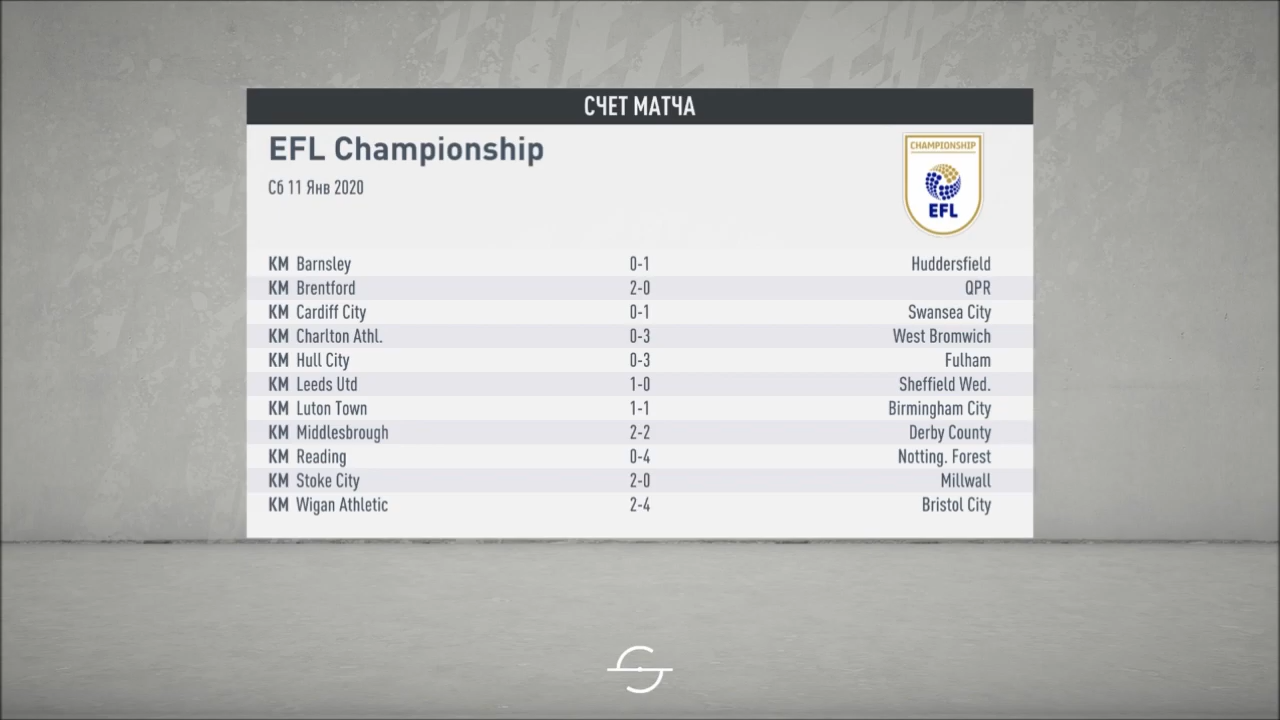 СЧЕТ МАТЧА
EFL Championship
CHAMPIONSHIP
EFL
Сб 11 Янв 2020
КМ Barnsley 0-1 Huddersfield
КМ Brentford 2-0 QPR
КМ Cardiff City 0-1 Swansea City
КМ Charlton Athl. 0-3 West Bromwich
КМ Hull City 0-3 Fulham
КМ Leeds Utd 1-0 Sheffield Wed.
КМ Luton Town 1-1 Birmingham City
КМ Middlesbrough 2-2 Derby County
КМ Reading 0-4 Notting. Forest
КМ Stoke City 2-0 Millwall
КМ Wigan Athletic 2-4 Bristol City